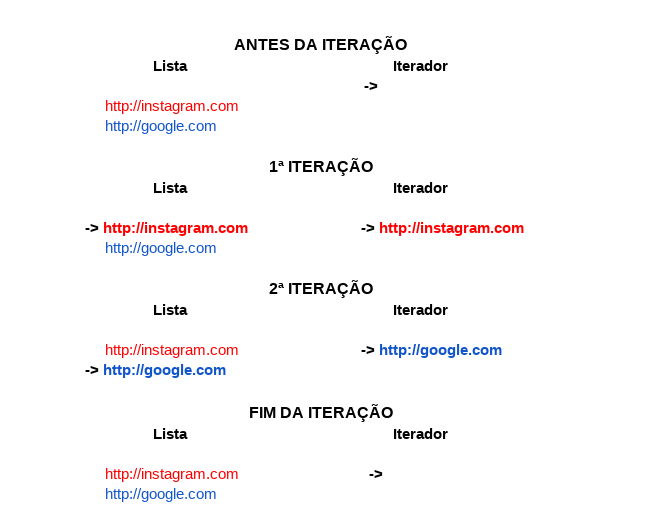 ANTES DA ITERAÇÃO
Lista Iterador
->
http://instagram.com
http://google.com
1ª ITERAÇÃO
Lista Iterador
-> http://instagram.com -> http://instagram.com
http://google.com
2ª ITERAÇÃO
Lista Iterador
http://instagram.com -> http://google.com
-> http://google.com
FIM DA ITERAÇÃO
Lista Iterador
http://instagram.com ->
http://google.com